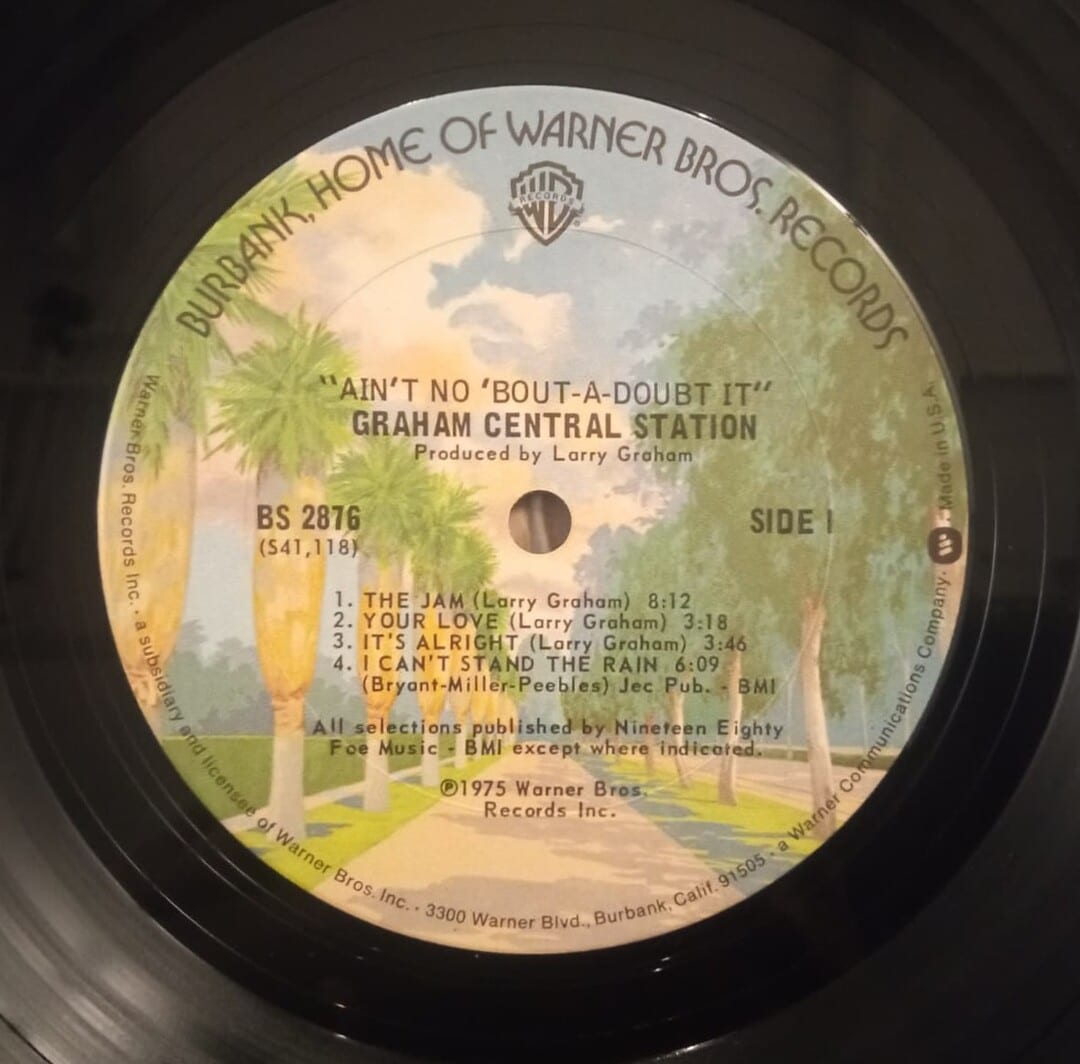 BURBANK, HOME OF WARNER BROS. RECORDS
WB
RECORDS
"AIN'T NO 'BOUT-A-DOUBT IT"
GRAHAM CENTRAL STATION
Produced by Larry Graham
BS 2876
(S41,118)
SIDE 1
1. THE JAM (Larry Graham) 8:12
2. YOUR LOVE (Larry Graham) 3:18
3. IT'S ALRIGHT (Larry Graham) 3:46
4. I CAN'T STAND THE RAIN 6:09
(Bryant-Miller-Peebles) Jec Pub. - BMI
All selections published by Nineteen Eighty
Foe Music - BMI except where indicated.
℗1975 Warner Bros.
Records Inc.
Warner Bros. Records Inc. · a subsidiary and licensee of Warner Bros. Inc. · 3300 Warner Blvd., Burbank, Calif. 91505 · a Warner Communications Company. Made in U.S.A.